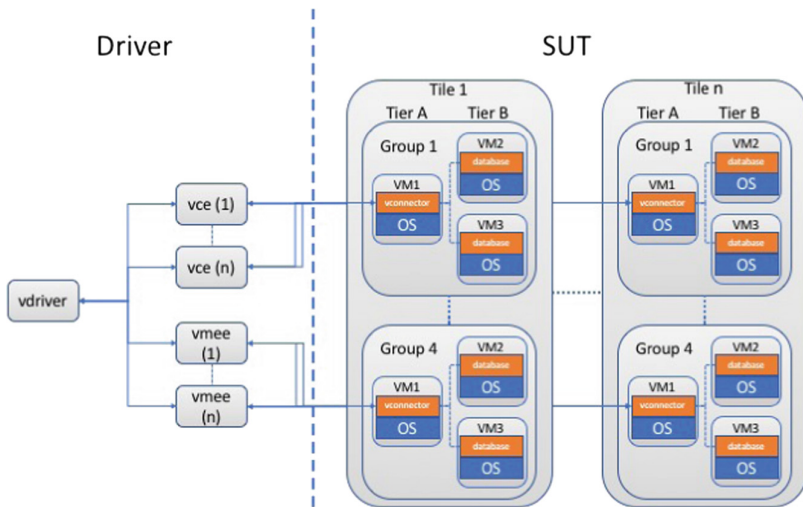 Driver
SUT
vdriver
vce (1)
vce (n)
vmee
(1)
vmee
(n)
Tile 1
Tier A
Tier B
Group 1
VM1
vconnector
OS
VM2
database
OS
VM3
database
OS
Group 4
VM1
vconnector
OS
VM2
database
OS
VM3
database
OS
Tile n
Tier A
Tier B
Group 1
VM1
vconnector
OS
VM2
database
OS
VM3
database
OS
Group 4
VM1
vconnector
OS
VM2
database
OS
VM3
database
OS